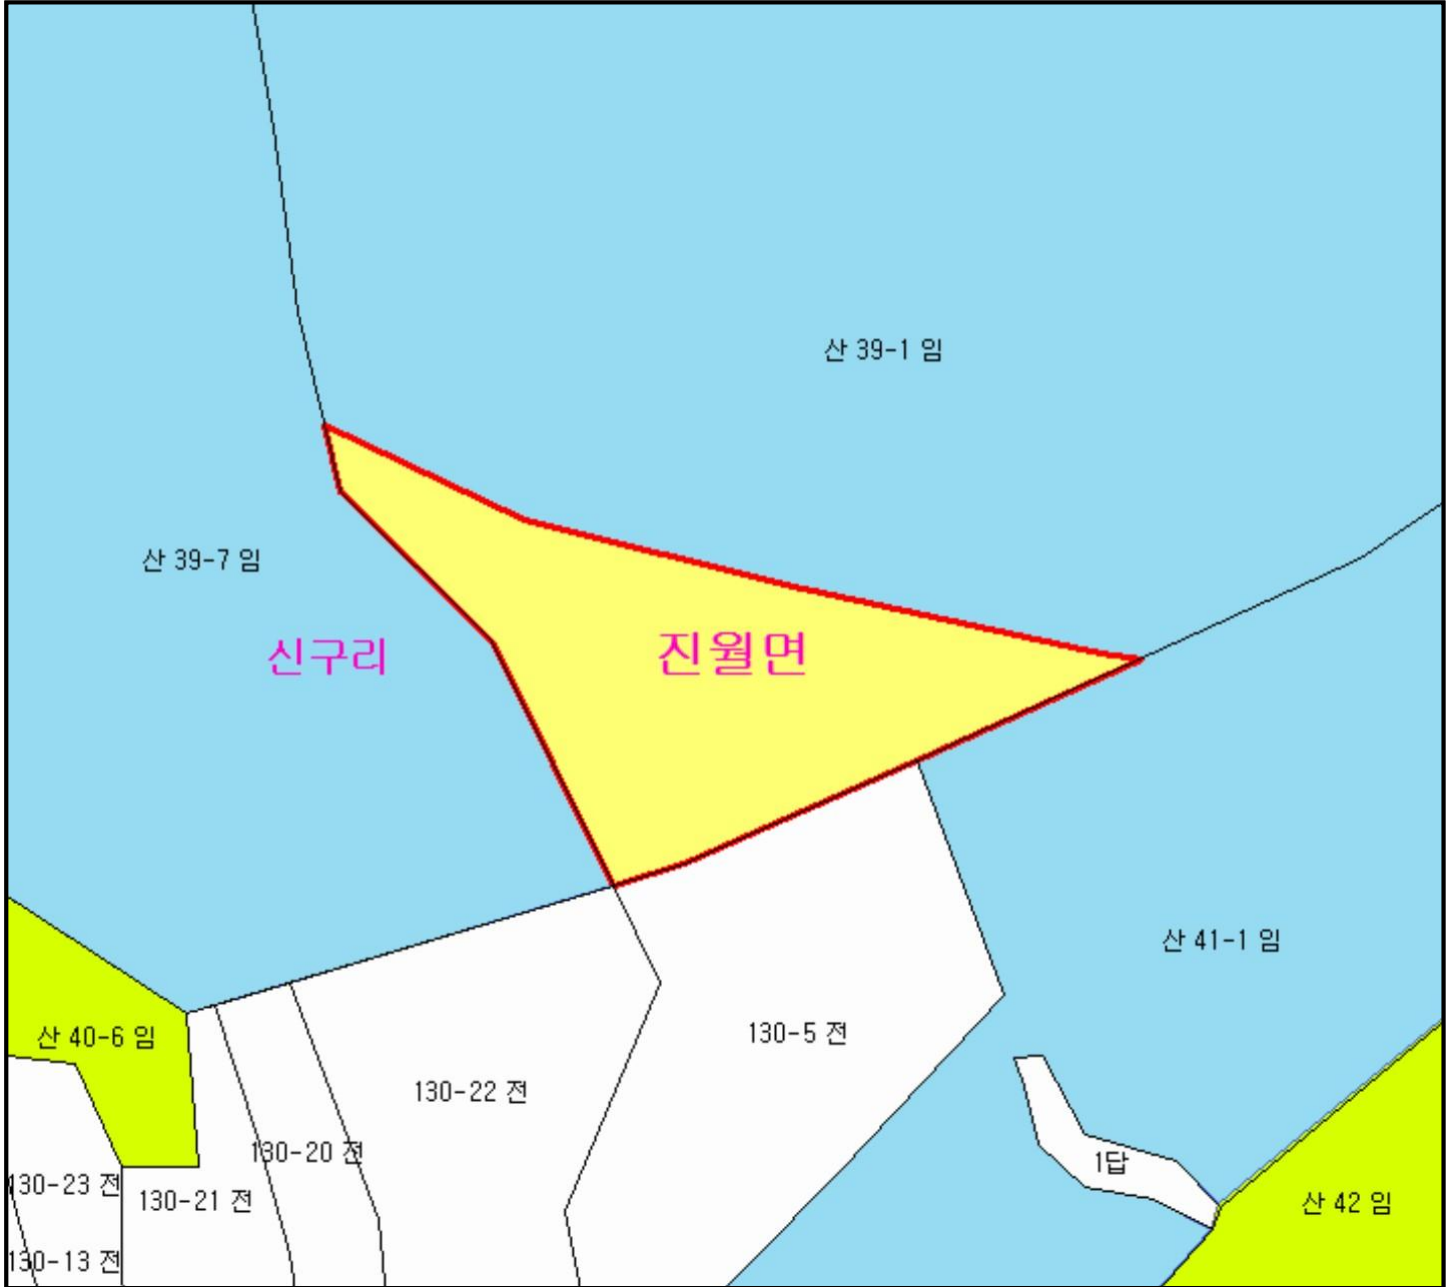 산 39-1 임
산 39-7 임
신구리
진월면
산 41-1 임
산 40-6 임
130-5 전
130-22 전
130-20 전
1답
130-23 전
130-21 전
산 42 임
130-13 전